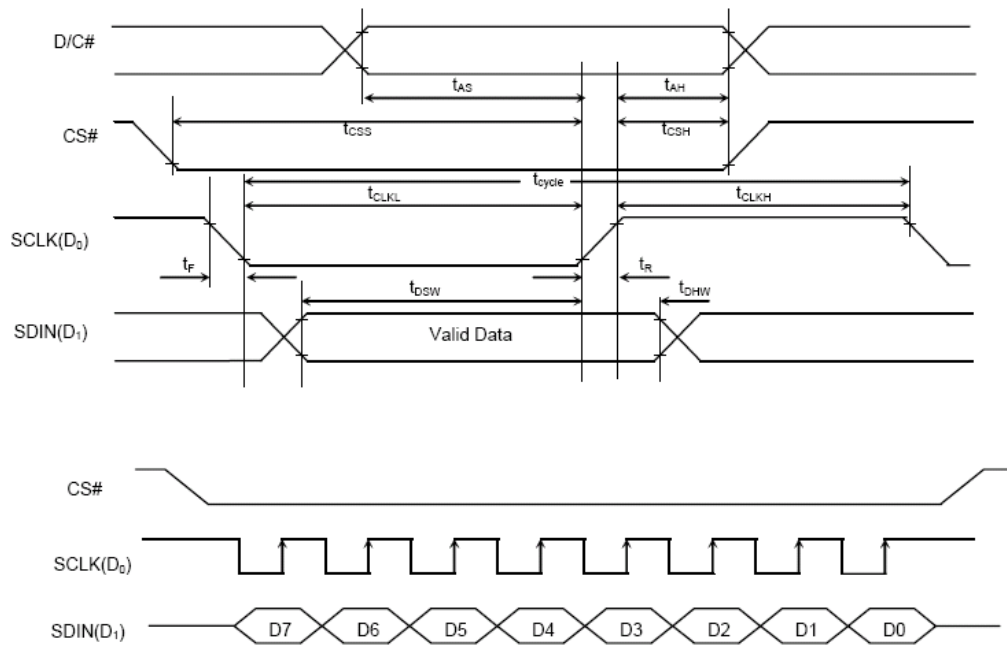 D/C#
tAS
tAH
CS#
tCSS
tCSH
tcycle
tCLKL
tCLKH
SCLK(D0)
tF
tR
tDSW
tDHW
SDIN(D1)
Valid Data
CS#
SCLK(D0)
SDIN(D1)
D7 D6 D5 D4 D3 D2 D1 D0